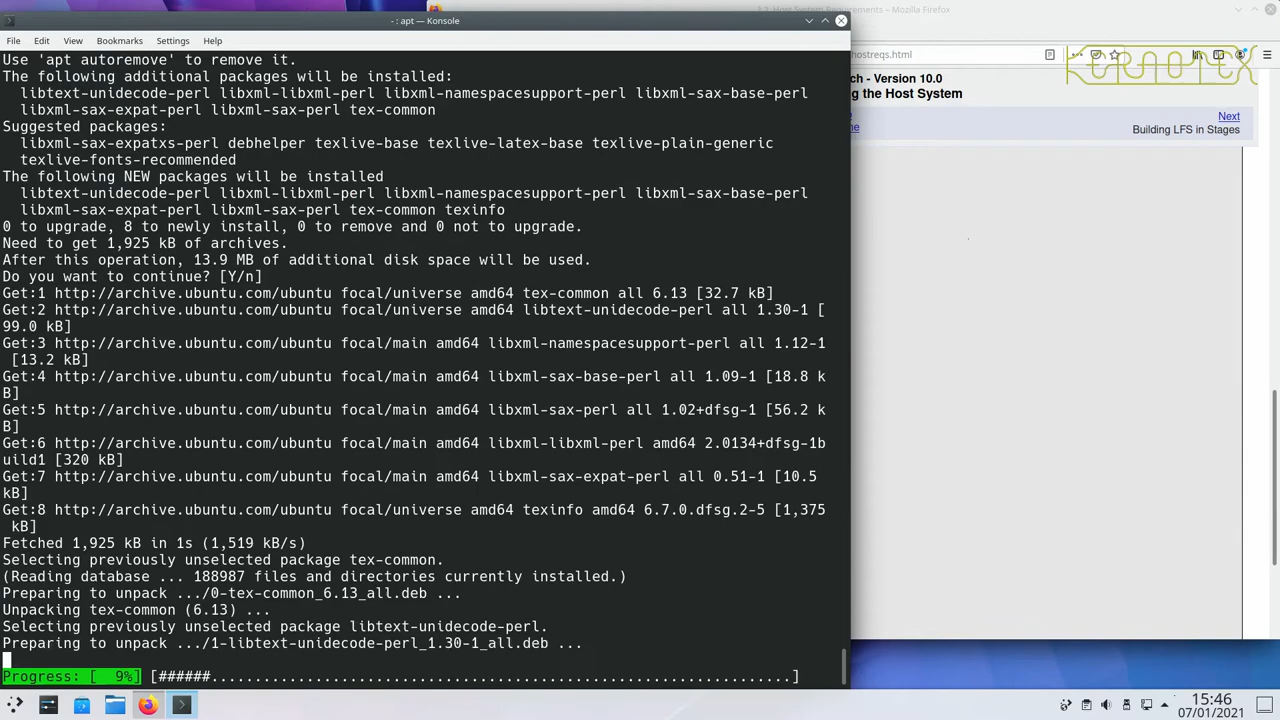 3.2. Host System Requirements – Mozilla Firefox
- : apt — Konsole
File Edit View Bookmarks Settings Help
Use 'apt autoremove' to remove it.
The following additional packages will be installed:
libtext-unidecode-perl libxml-libxml-perl libxml-namespacesupport-perl libxml-sax-base-perl
libxml-sax-expat-perl libxml-sax-perl tex-common
Suggested packages:
libxml-sax-expatxs-perl debhelper texlive-base texlive-latex-base texlive-plain-generic
texlive-fonts-recommended
The following NEW packages will be installed
libtext-unidecode-perl libxml-libxml-perl libxml-namespacesupport-perl libxml-sax-base-perl
libxml-sax-expat-perl libxml-sax-perl tex-common texinfo
0 to upgrade, 8 to newly install, 0 to remove and 0 not to upgrade.
Need to get 1,925 kB of archives.
After this operation, 13.9 MB of additional disk space will be used.
Do you want to continue? [Y/n]
Get:1 http://archive.ubuntu.com/ubuntu focal/universe amd64 tex-common all 6.13 [32.7 kB]
Get:2 http://archive.ubuntu.com/ubuntu focal/universe amd64 libtext-unidecode-perl all 1.30-1 [
99.0 kB]
Get:3 http://archive.ubuntu.com/ubuntu focal/main amd64 libxml-namespacesupport-perl all 1.12-1
[13.2 kB]
Get:4 http://archive.ubuntu.com/ubuntu focal/main amd64 libxml-sax-base-perl all 1.09-1 [18.8 k
B]
Get:5 http://archive.ubuntu.com/ubuntu focal/main amd64 libxml-sax-perl all 1.02+dfsg-1 [56.2 k
B]
Get:6 http://archive.ubuntu.com/ubuntu focal/main amd64 libxml-libxml-perl amd64 2.0134+dfsg-1b
uild1 [320 kB]
Get:7 http://archive.ubuntu.com/ubuntu focal/main amd64 libxml-sax-expat-perl all 0.51-1 [10.5
kB]
Get:8 http://archive.ubuntu.com/ubuntu focal/universe amd64 texinfo amd64 6.7.0.dfsg.2-5 [1,375
kB]
Fetched 1,925 kB in 1s (1,519 kB/s)
Selecting previously unselected package tex-common.
(Reading database ... 188987 files and directories currently installed.)
Preparing to unpack .../0-tex-common_6.13_all.deb ...
Unpacking tex-common (6.13) ...
Selecting previously unselected package libtext-unidecode-perl.
Preparing to unpack .../1-libtext-unidecode-perl_1.30-1_all.deb ...
Progress: [  9%] [######...................................................................]
hostreqs.html
ch - Version 10.0
g the Host System
Next
me
Building LFS in Stages
15:46
07/01/2021